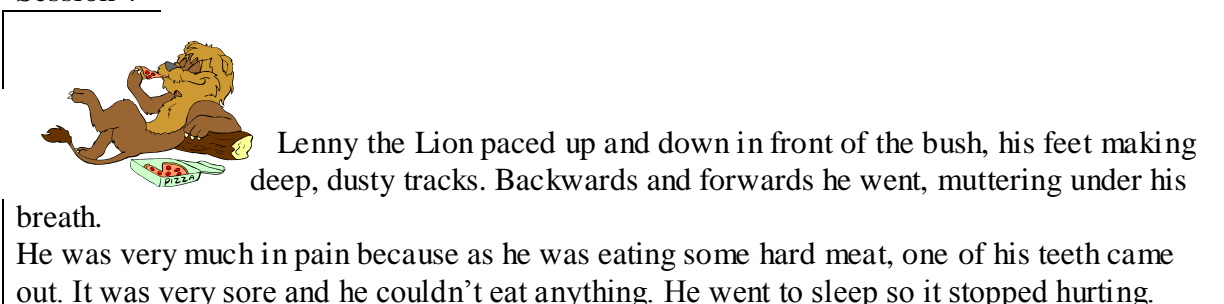 PIZZA
Lenny the Lion paced up and down in front of the bush, his feet making
deep, dusty tracks. Backwards and forwards he went, muttering under his
breath.
He was very much in pain because as he was eating some hard meat, one of his teeth came
out. It was very sore and he couldn't eat anything. He went to sleep so it stopped hurting.